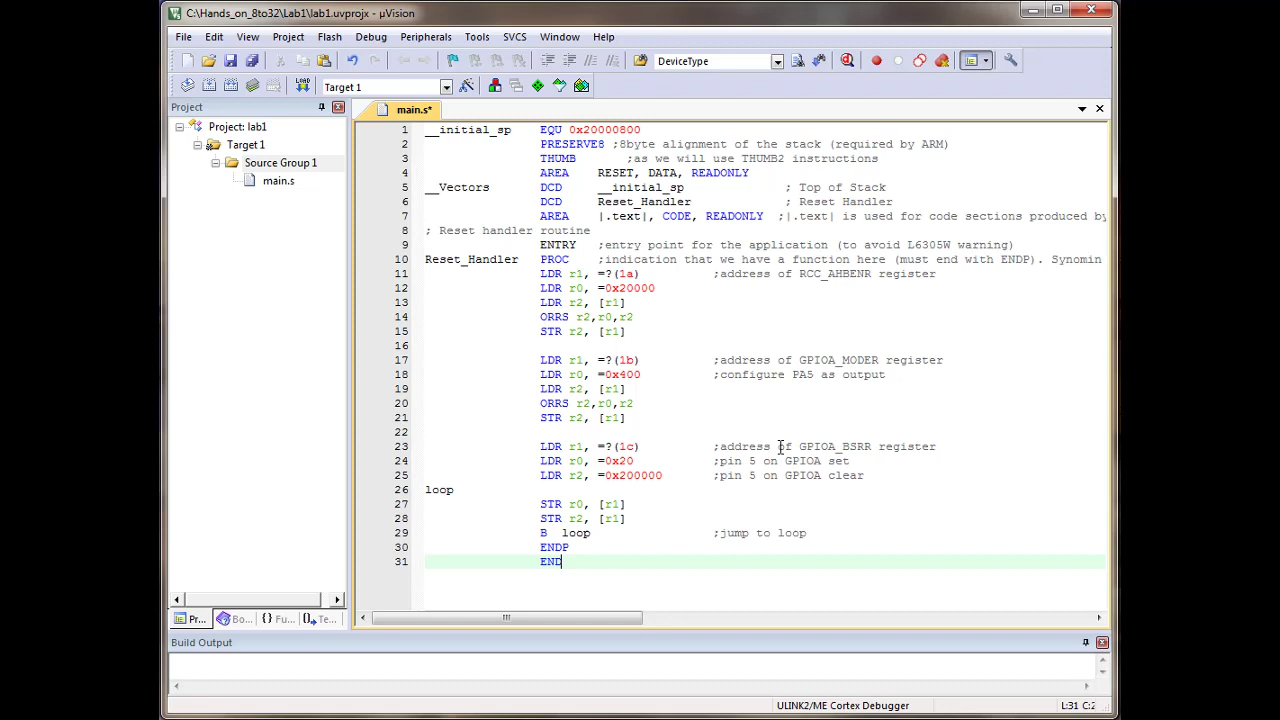 C:\Hands_on_8to32\Lab1\lab1.uvprojx - µVision
File Edit View Project Flash Debug Peripherals Tools SVCS Window Help
DeviceType
LOAD Target 1
Project
main.s*
Project: lab1
Target 1
Source Group 1
main.s
1 __initial_sp EQU 0x20000800
2 PRESERVE8 ;8byte alignment of the stack (required by ARM)
3 THUMB ;as we will use THUMB2 instructions
4 AREA RESET, DATA, READONLY
5 __Vectors DCD __initial_sp ; Top of Stack
6 DCD Reset_Handler ; Reset Handler
7 AREA |.text|, CODE, READONLY ;|.text| is used for code sections produced by
8 ; Reset handler routine
9 ENTRY ;entry point for the application (to avoid L6305W warning)
10 Reset_Handler PROC ;indication that we have a function here (must end with ENDP). Synomin
11 LDR r1, =?(1a) ;address of RCC_AHBENR register
12 LDR r0, =0x20000
13 LDR r2, [r1]
14 ORRS r2,r0,r2
15 STR r2, [r1]
16
17 LDR r1, =?(1b) ;address of GPIOA_MODER register
18 LDR r0, =0x400 ;configure PA5 as output
19 LDR r2, [r1]
20 ORRS r2,r0,r2
21 STR r2, [r1]
22
23 LDR r1, =?(1c) ;address of GPIOA_BSRR register
24 LDR r0, =0x20 ;pin 5 on GPIOA set
25 LDR r2, =0x200000 ;pin 5 on GPIOA clear
26 loop
27 STR r0, [r1]
28 STR r2, [r1]
29 B loop ;jump to loop
30 ENDP
31 END
Pr... Bo... {} Fu... Te...
Build Output
ULINK2/ME Cortex Debugger L:31 C:2